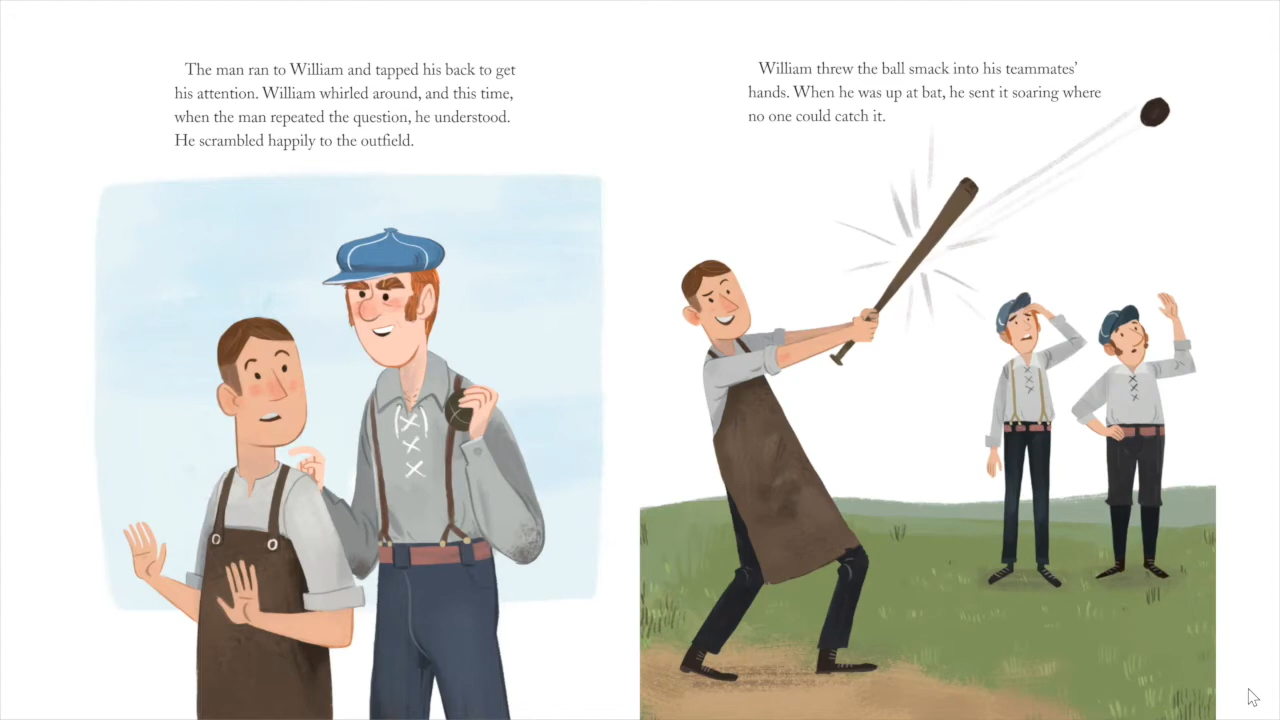 The man ran to William and tapped his back to get
his attention. William whirled around, and this time,
when the man repeated the question, he understood.
He scrambled happily to the outfield.
William threw the ball smack into his teammates’
hands. When he was up at bat, he sent it soaring where
no one could catch it.